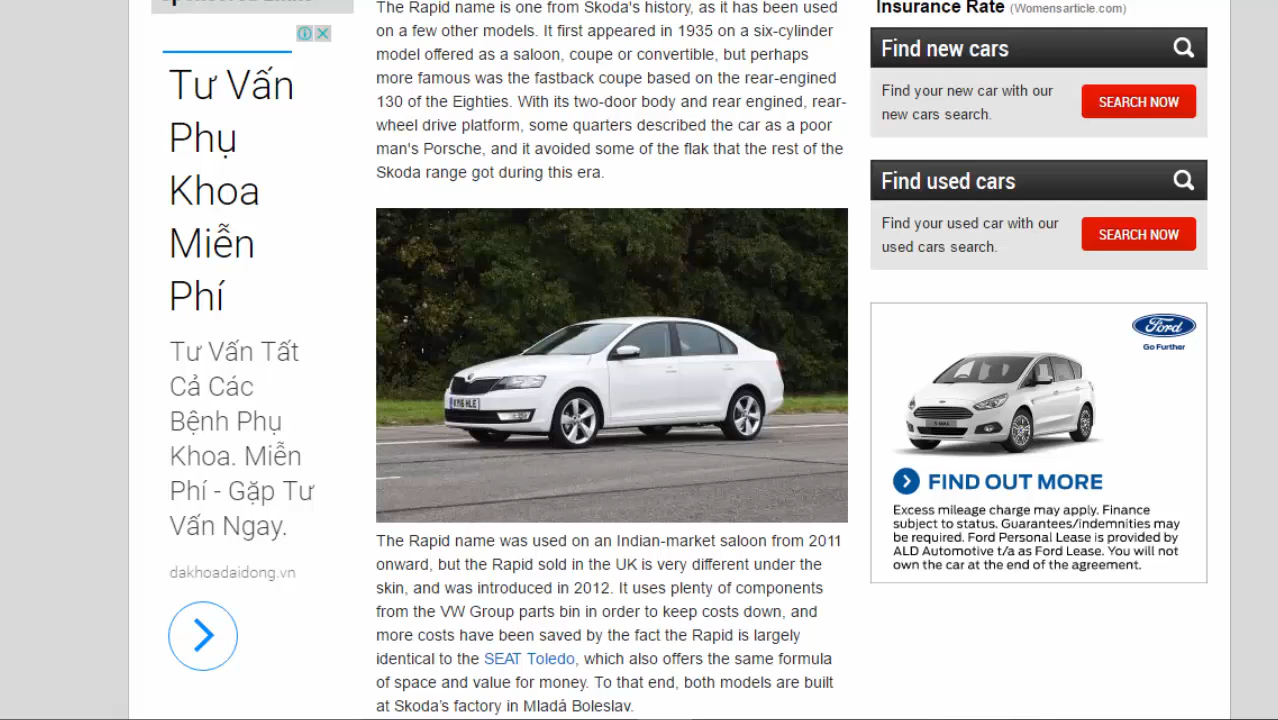 Tư Vấn
Phụ
Khoa
Miễn
Phí
Tư Vấn Tất
Cả Các
Bệnh Phụ
Khoa. Miễn
Phí - Gặp Tư
Vấn Ngay.
dakhoadaidong.vn
The Rapid name is one from Skoda's history, as it has been used
on a few other models. It first appeared in 1935 on a six-cylinder
model offered as a saloon, coupe or convertible, but perhaps
more famous was the fastback coupe based on the rear-engined
130 of the Eighties. With its two-door body and rear engined, rear-
wheel drive platform, some quarters described the car as a poor
man's Porsche, and it avoided some of the flak that the rest of the
Skoda range got during this era.
The Rapid name was used on an Indian-market saloon from 2011
onward, but the Rapid sold in the UK is very different under the
skin, and was introduced in 2012. It uses plenty of components
from the VW Group parts bin in order to keep costs down, and
more costs have been saved by the fact the Rapid is largely
identical to the SEAT Toledo, which also offers the same formula
of space and value for money. To that end, both models are built
at Skoda's factory in Mladá Boleslav.
Insurance Rate (Womensarticle.com)
Find new cars
Find your new car with our
new cars search.
SEARCH NOW
Find used cars
Find your used car with our
used cars search.
SEARCH NOW
Ford
Go Further
FIND OUT MORE
Excess mileage charge may apply. Finance
subject to status. Guarantees/indemnities may
be required. Ford Personal Lease is provided by
ALD Automotive t/a as Ford Lease. You will not
own the car at the end of the agreement.